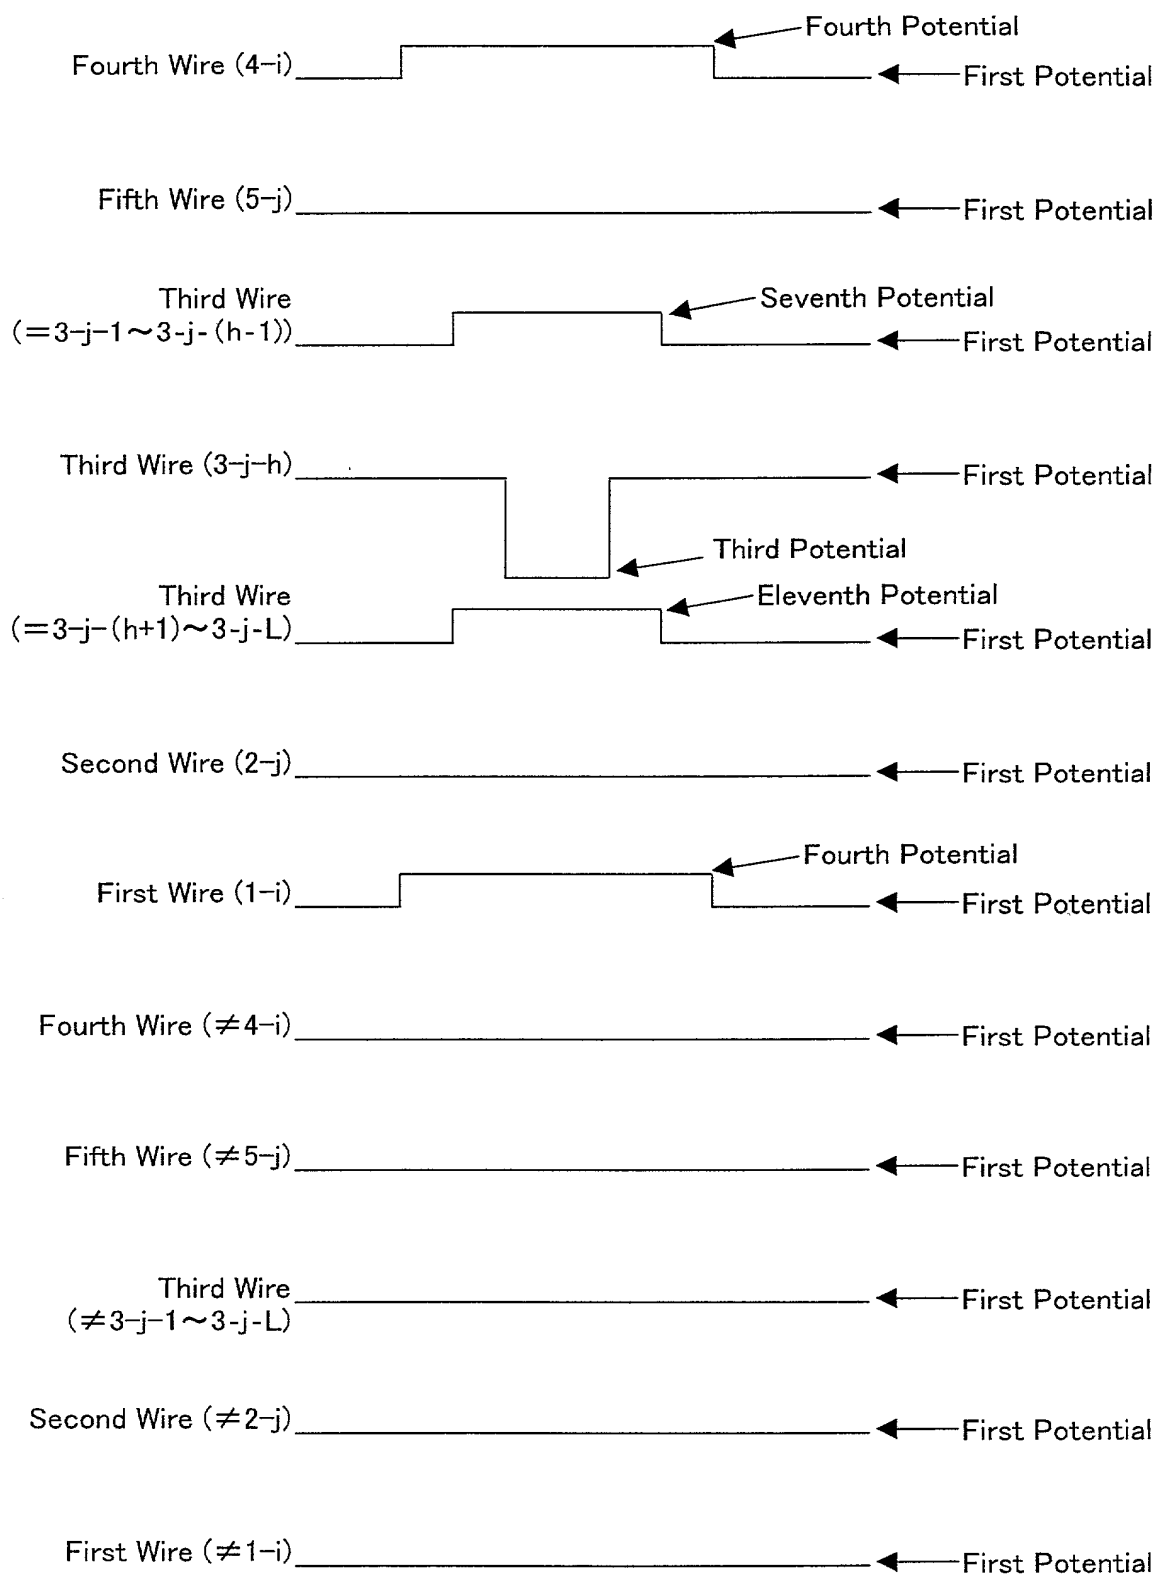 Fourth Potential
Fourth Wire (4-i)
First Potential
Fifth Wire (5-j)
First Potential
Third Wire
(=3-j-1~3-j-(h-1))
Seventh Potential
First Potential
Third Wire (3-j-h)
First Potential
Third Potential
Third Wire
(=3-j-(h+1)~3-j-L)
Eleventh Potential
First Potential
Second Wire (2-j)
First Potential
Fourth Potential
First Wire (1-i)
First Potential
Fourth Wire (≠4-i)
First Potential
Fifth Wire (≠5-j)
First Potential
Third Wire
(≠3-j-1~3-j-L)
First Potential
Second Wire (≠2-j)
First Potential
First Wire (≠1-i)
First Potential